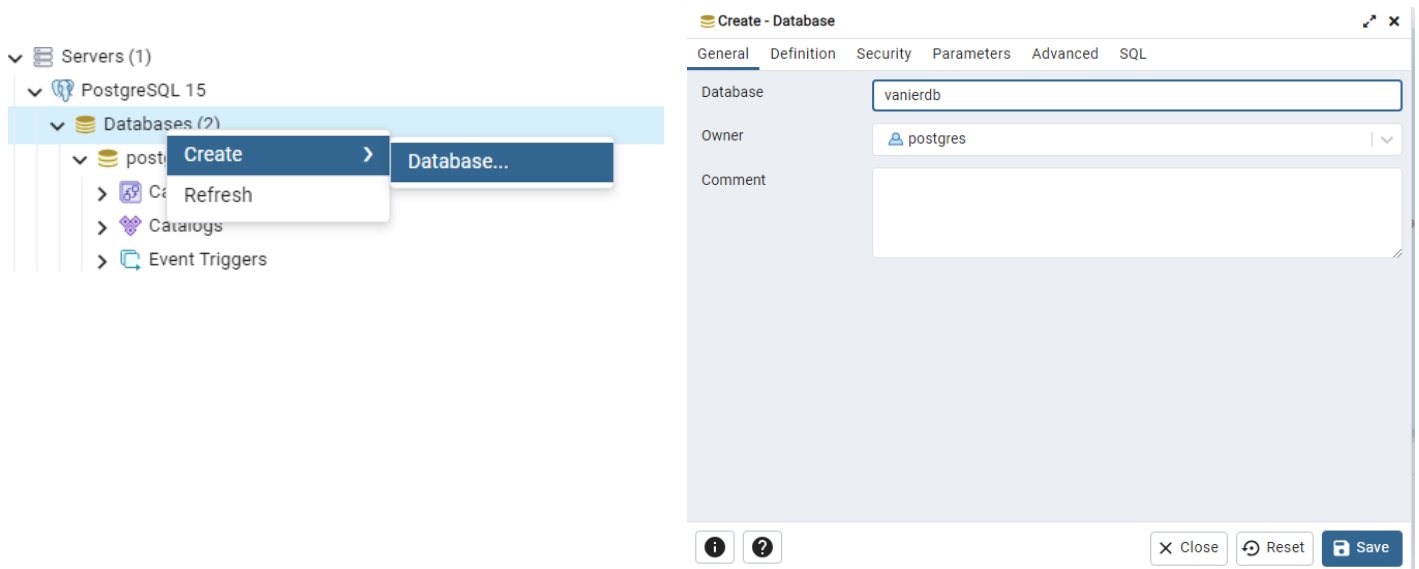 Servers (1)
PostgreSQL 15
Databases (2)
Create
Database...
Refresh
Catalogs
Event Triggers
Create - Database
General Definition Security Parameters Advanced SQL
Database
vanierdb
Owner
postgres
Comment
Close Reset Save